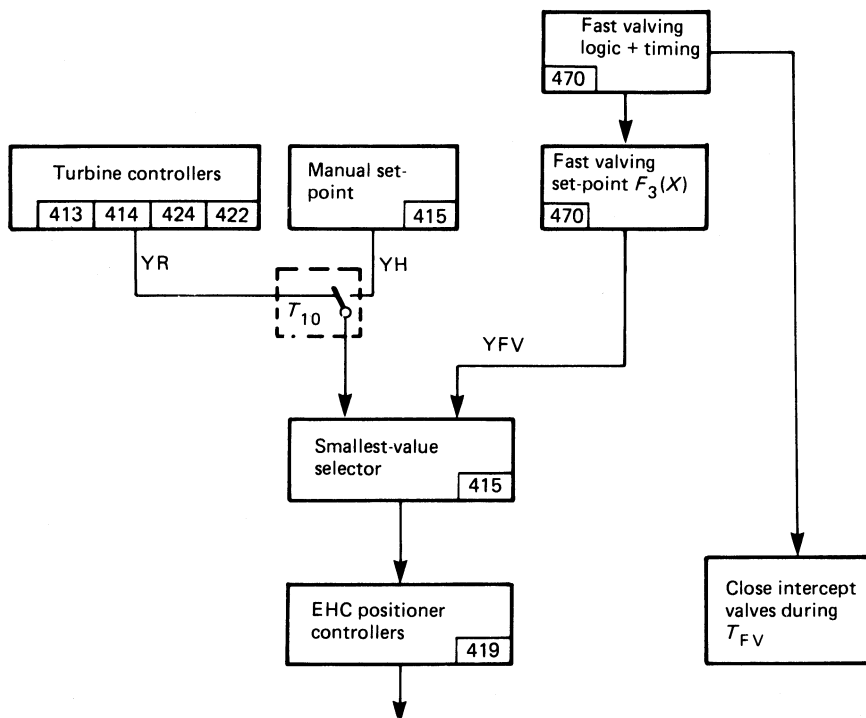 Fast valving
logic + timing
470
Turbine controllers
413 414 424 422
Manual set-
point
415
Fast valving
set-point F₃(X)
470
YR
YH
T₁₀
YFV
Smallest-value
selector
415
EHC positioner
controllers
419
Close intercept
valves during
T_FV